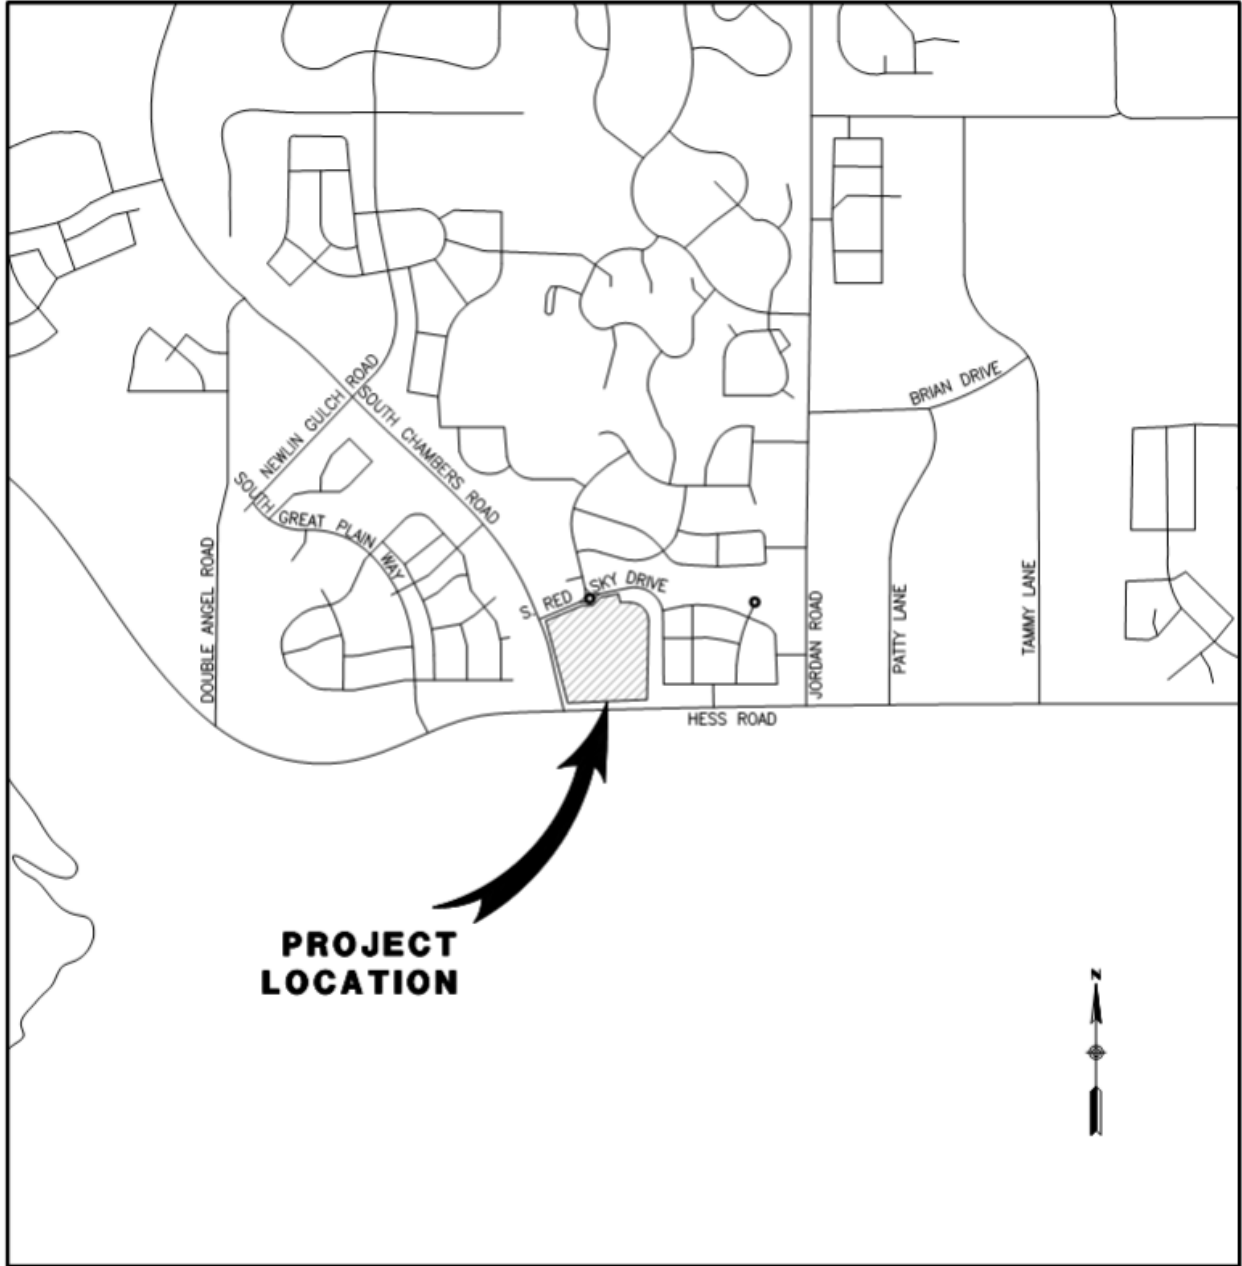 BRIAN DRIVE
NEWLIN GULCH ROAD
SOUTH CHAMBERS ROAD
SOUTH GREAT PLAIN WAY
DOUBLE ANGEL ROAD
S. RED SKY DRIVE
JORDAN ROAD
PATTY LANE
TAMMY LANE
HESS ROAD
PROJECT
LOCATION
N